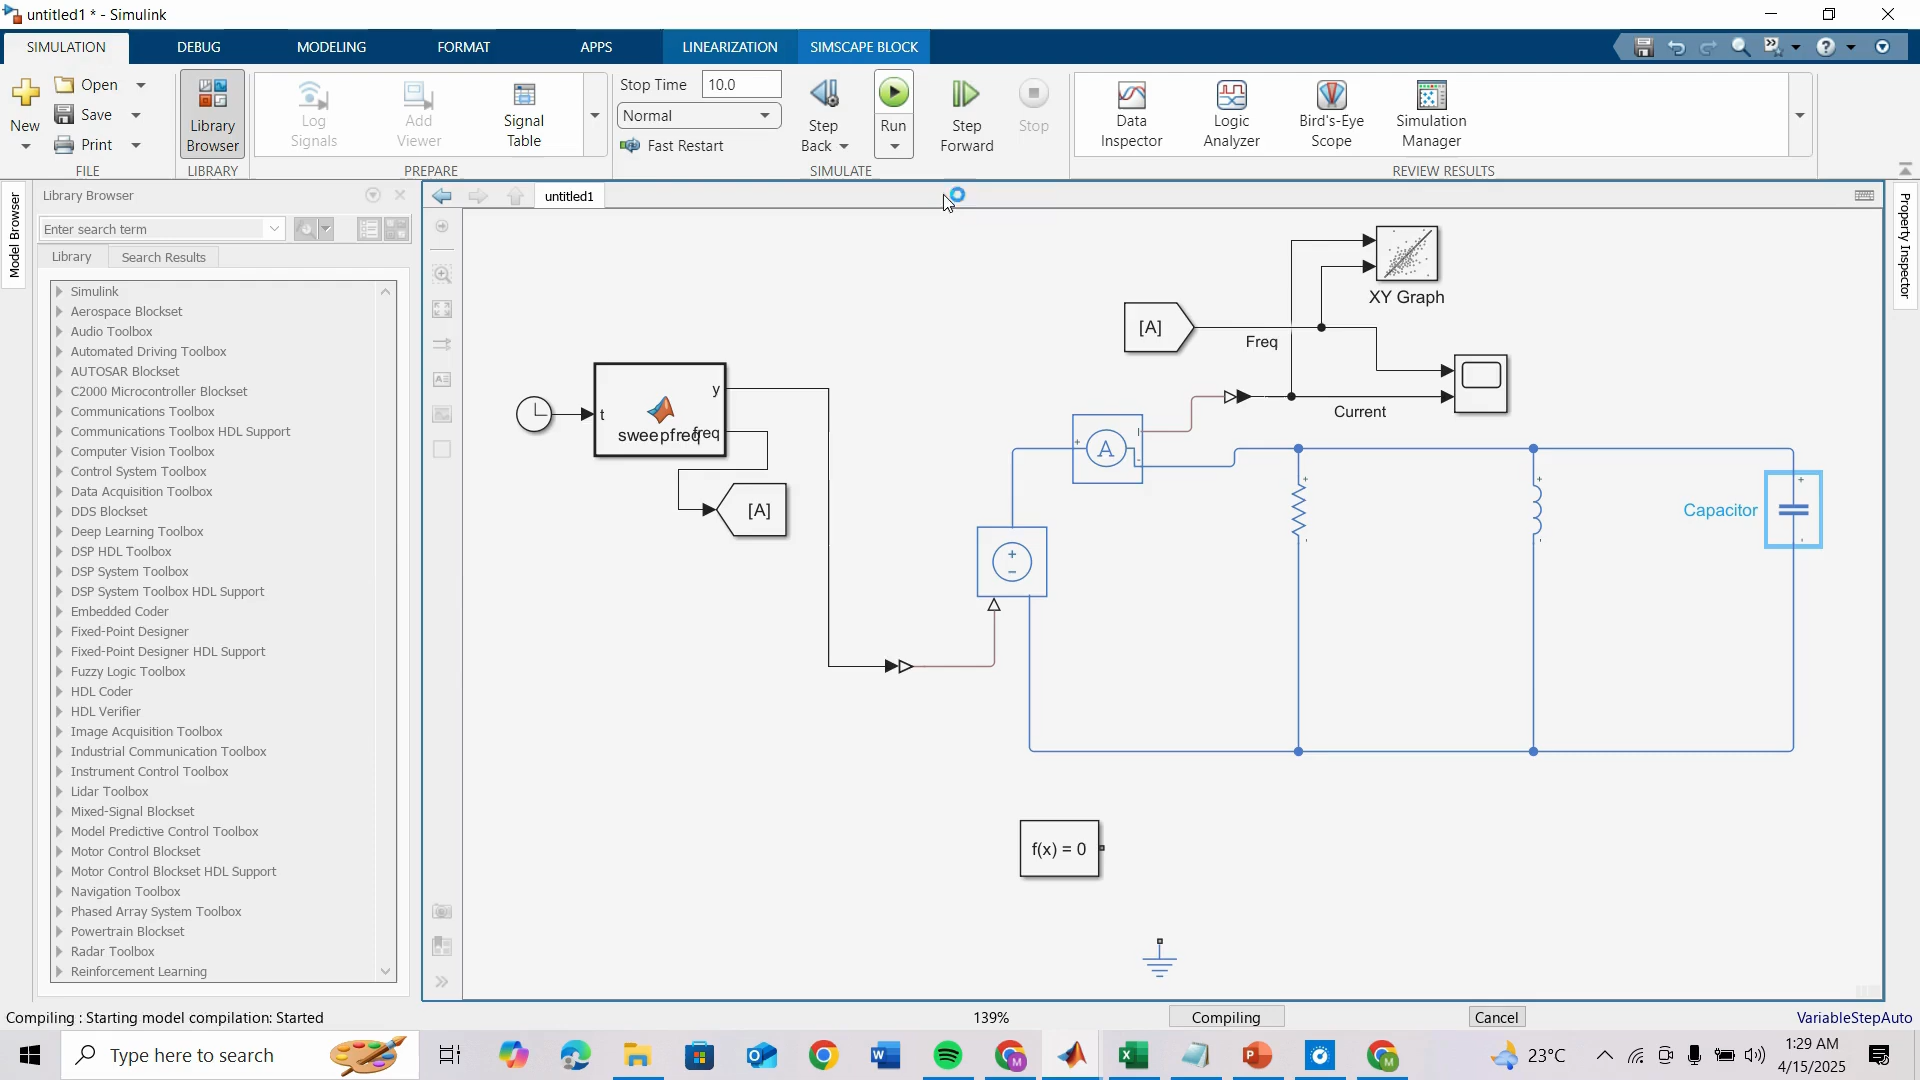 untitled1 * - Simulink
SIMULATION
DEBUG
MODELING
FORMAT
APPS
LINEARIZATION
SIMSCAPE BLOCK
New
Open
Save
Print
FILE
Library
Browser
LIBRARY
Log
Signals
Add
Viewer
Signal
Table
PREPARE
Stop Time
10.0
Normal
Fast Restart
Step
Back
Run
Step
Forward
Stop
SIMULATE
Data
Inspector
Logic
Analyzer
Bird's-Eye
Scope
Simulation
Manager
REVIEW RESULTS
Model Browser
Library Browser
Enter search term
Library
Search Results
Simulink
Aerospace Blockset
Audio Toolbox
Automated Driving Toolbox
AUTOSAR Blockset
C2000 Microcontroller Blockset
Communications Toolbox
Communications Toolbox HDL Support
Computer Vision Toolbox
Control System Toolbox
Data Acquisition Toolbox
DDS Blockset
Deep Learning Toolbox
DSP HDL Toolbox
DSP System Toolbox
DSP System Toolbox HDL Support
Embedded Coder
Fixed-Point Designer
Fixed-Point Designer HDL Support
Fuzzy Logic Toolbox
HDL Coder
HDL Verifier
Image Acquisition Toolbox
Industrial Communication Toolbox
Instrument Control Toolbox
Lidar Toolbox
Mixed-Signal Blockset
Model Predictive Control Toolbox
Motor Control Blockset
Motor Control Blockset HDL Support
Navigation Toolbox
Phased Array System Toolbox
Powertrain Blockset
Radar Toolbox
Reinforcement Learning
untitled1
Property Inspector
XY Graph
[A]
Freq
t
y
sweepfreq
freq
[A]
Current
A
Capacitor
f(x) = 0
Compiling : Starting model compilation: Started
139%
Compiling
Cancel
VariableStepAuto
Type here to search
23°C
1:29 AM
4/15/2025